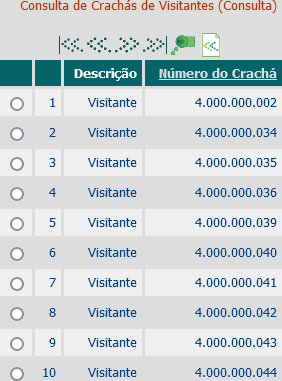 Consulta de Crachás de Visitantes (Consulta)
Descrição Número do Crachá
1 Visitante 4.000.000.002
2 Visitante 4.000.000.034
3 Visitante 4.000.000.035
4 Visitante 4.000.000.036
5 Visitante 4.000.000.039
6 Visitante 4.000.000.040
7 Visitante 4.000.000.041
8 Visitante 4.000.000.042
9 Visitante 4.000.000.043
10 Visitante 4.000.000.044